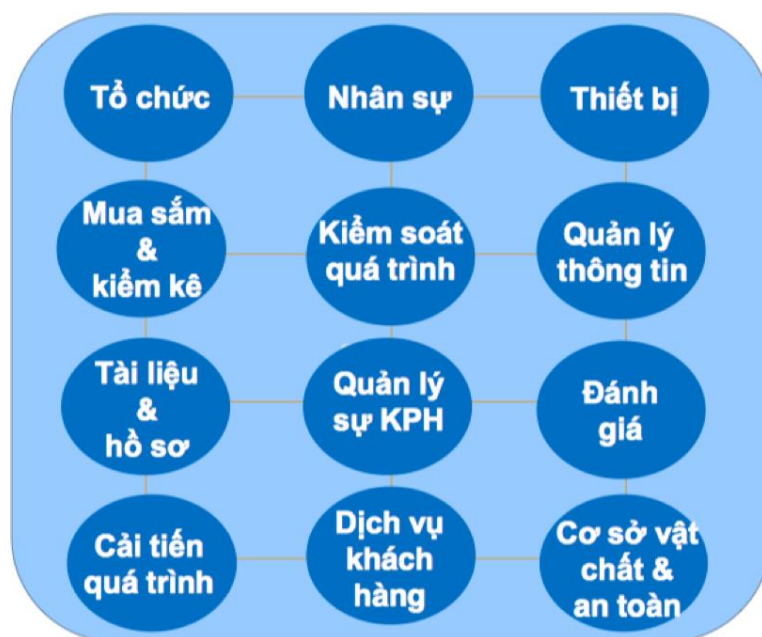 Tổ chức
Nhân sự
Thiết bị
Mua sắm
&
kiểm kê
Kiểm soát
quá trình
Quản lý
thông tin
Tài liệu
&
hồ sơ
Quản lý
sự KPH
Đánh
giá
Cải tiến
quá trình
Dịch vụ
khách
hàng
Cơ sở vật
chất &
an toàn